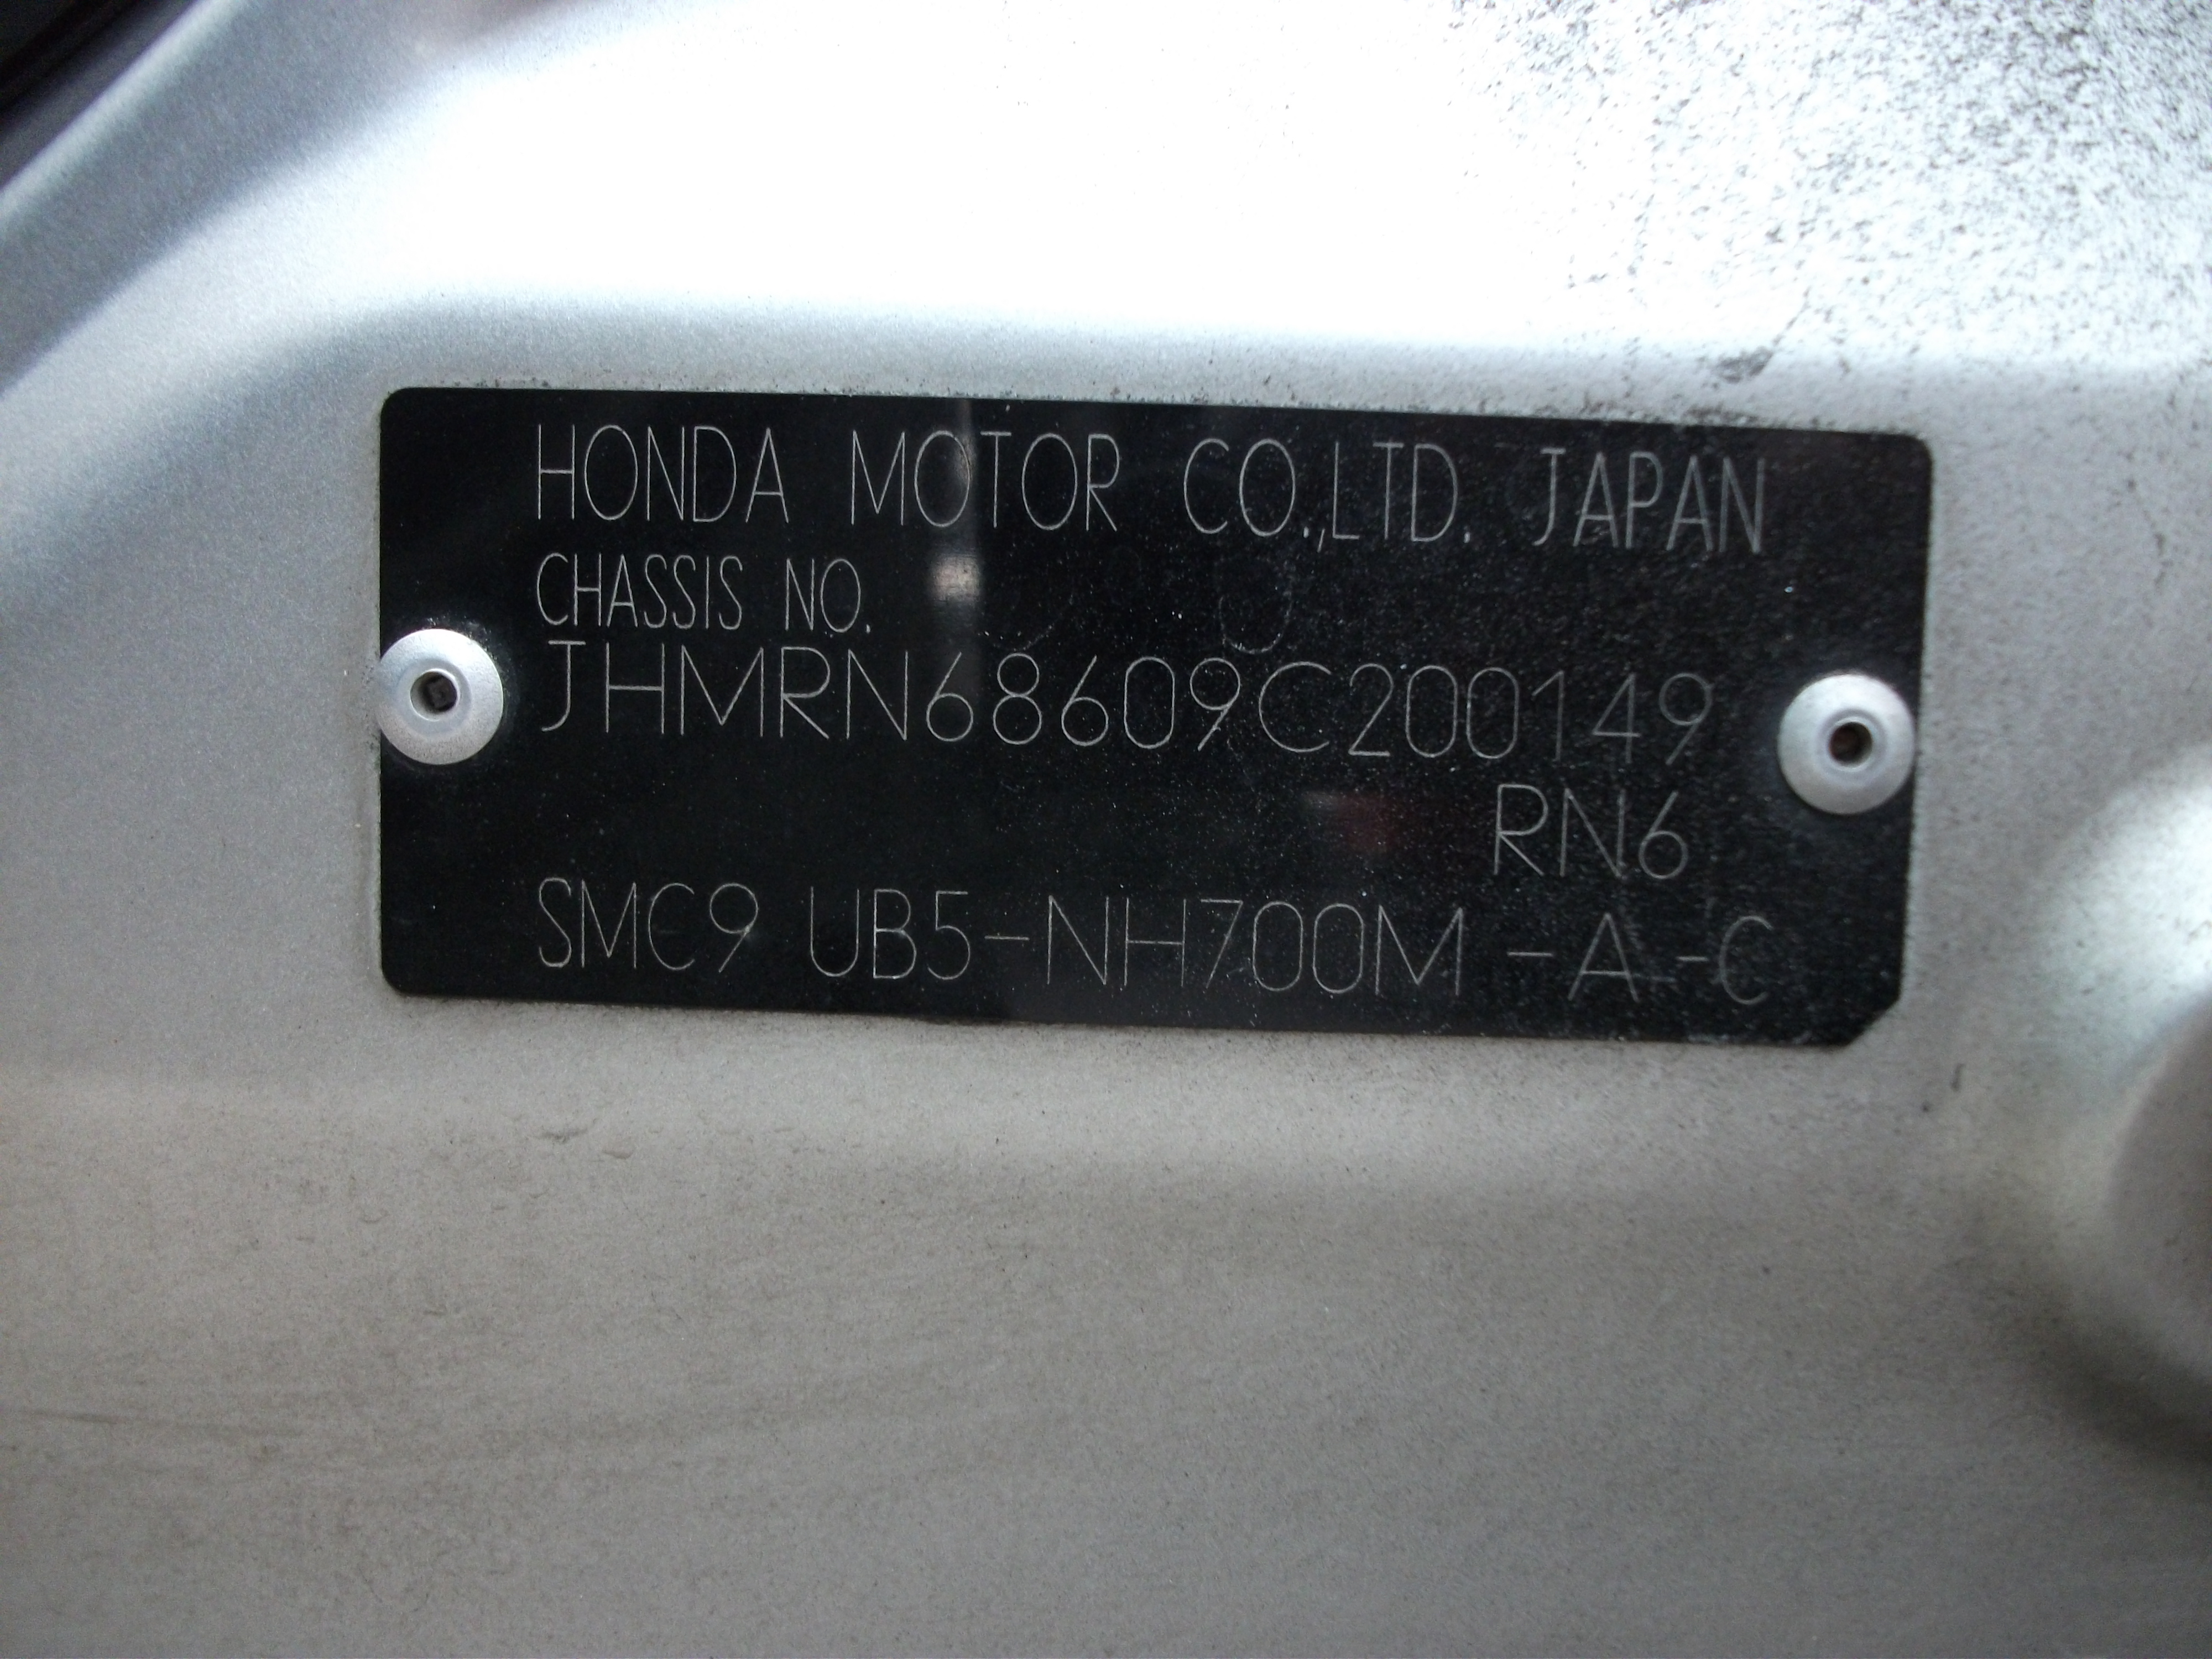 HONDA MOTOR CO.,LTD. JAPAN
CHASSIS NO.
JHMRN68609C200149
RN6
SMC9 UB5-NH700M -A-C